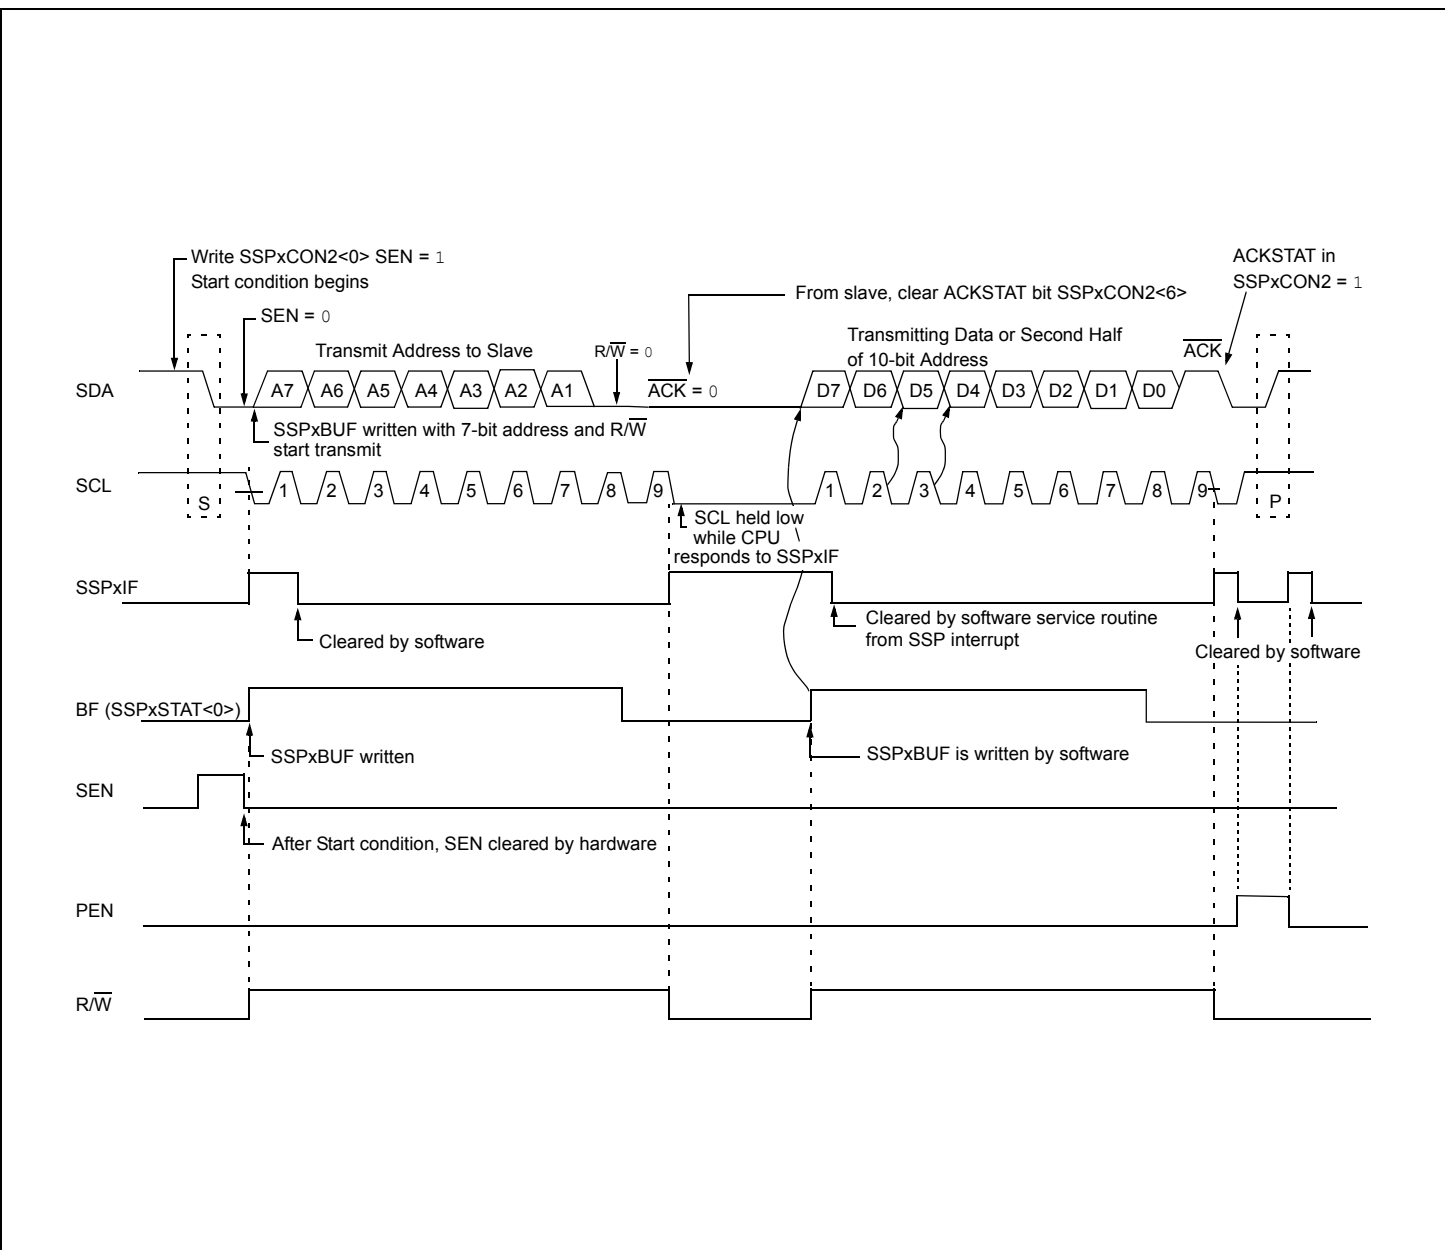 Write SSPxCON2<0> SEN = 1
Start condition begins
ACKSTAT in
SSPxCON2 = 1
From slave, clear ACKSTAT bit SSPxCON2<6>
SEN = 0
Transmit Address to Slave
R/W̅ = 0
Transmitting Data or Second Half
of 10-bit Address
A̅C̅K̅
SDA
A7 A6 A5 A4 A3 A2 A1
A̅C̅K̅ = 0
D7 D6 D5 D4 D3 D2 D1 D0
SSPxBUF written with 7-bit address and R/W̅
start transmit
SCL
S
1 2 3 4 5 6 7 8 9
1 2 3 4 5 6 7 8 9
P
SCL held low
while CPU
responds to SSPxIF
SSPxIF
Cleared by software
Cleared by software service routine
from SSP interrupt
Cleared by software
BF (SSPxSTAT<0>)
SSPxBUF written
SSPxBUF is written by software
SEN
After Start condition, SEN cleared by hardware
PEN
R/W̅